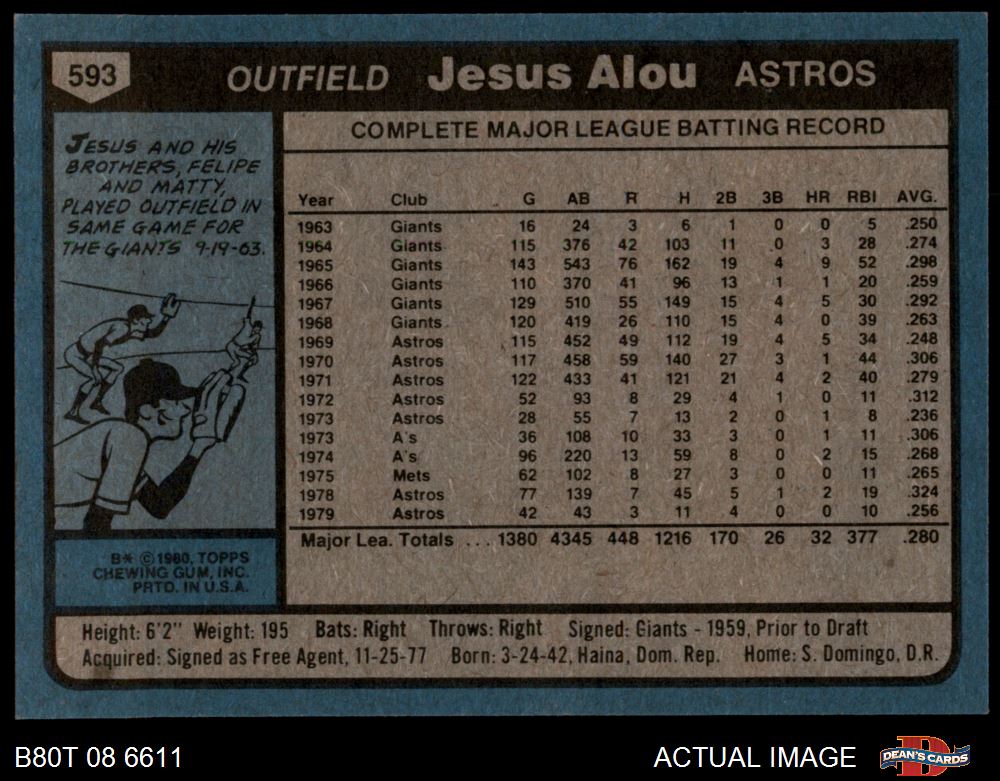 593 OUTFIELD Jesus Alou ASTROS
JESUS AND HIS
BROTHERS, FELIPE
AND MATTY,
PLAYED OUTFIELD IN
SAME GAME FOR
THE GIANTS 9-19-63.
B* © 1980, TOPPS
CHEWING GUM, INC.
PRTD. IN U.S.A.
COMPLETE MAJOR LEAGUE BATTING RECORD
Year Club G AB R H 2B 3B HR RBI AVG.
1963 Giants 16 24 3 6 1 0 0 5 .250
1964 Giants 115 376 42 103 11 0 3 28 .274
1965 Giants 143 543 76 162 19 4 9 52 .298
1966 Giants 110 370 41 96 13 1 1 20 .259
1967 Giants 129 510 55 149 15 4 5 30 .292
1968 Giants 120 419 26 110 15 4 0 39 .263
1969 Astros 115 452 49 112 19 4 5 34 .248
1970 Astros 117 458 59 140 27 3 1 44 .306
1971 Astros 122 433 41 121 21 4 2 40 .279
1972 Astros 52 93 8 29 4 1 0 11 .312
1973 Astros 28 55 7 13 2 0 1 8 .236
1973 A's 36 108 10 33 3 0 1 11 .306
1974 A's 96 220 13 59 8 0 2 15 .268
1975 Mets 62 102 8 27 3 0 0 11 .265
1978 Astros 77 139 7 45 5 1 2 19 .324
1979 Astros 42 43 3 11 4 0 0 10 .256
Major Lea. Totals ... 1380 4345 448 1216 170 26 32 377 .280
Height: 6'2" Weight: 195 Bats: Right Throws: Right Signed: Giants - 1959, Prior to Draft
Acquired: Signed as Free Agent, 11-25-77 Born: 3-24-42, Haina, Dom. Rep. Home: S. Domingo, D.R.
B80T 08 6611 ACTUAL IMAGE DEAN'S CARDS